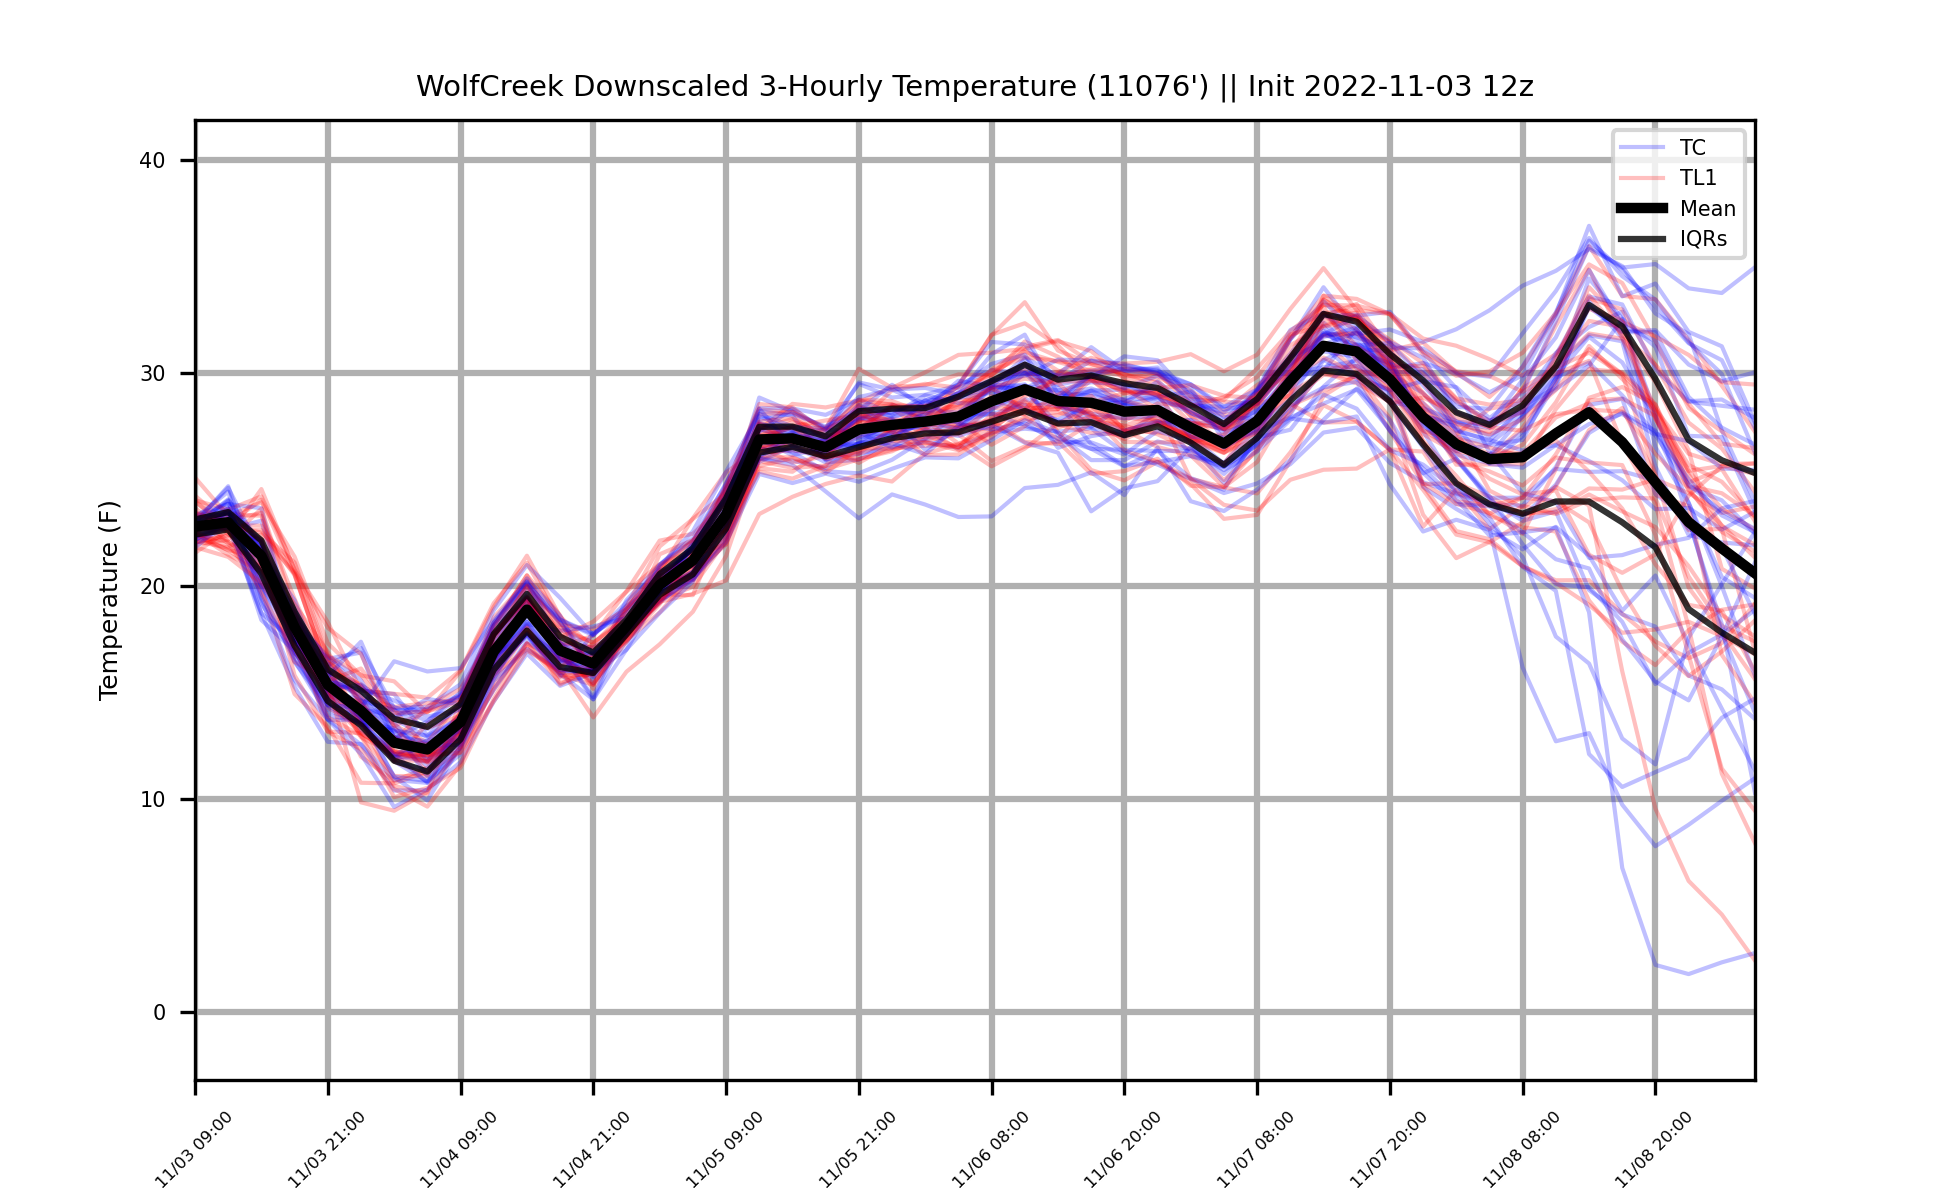 WolfCreek Downscaled 3-Hourly Temperature (11076') || Init 2022-11-03 12z
TC
TL1
Mean
IQRs
Temperature (F)
40
30
20
10
0
11/03 09:00
11/03 21:00
11/04 09:00
11/04 21:00
11/05 09:00
11/05 21:00
11/06 08:00
11/06 20:00
11/07 08:00
11/07 20:00
11/08 08:00
11/08 20:00